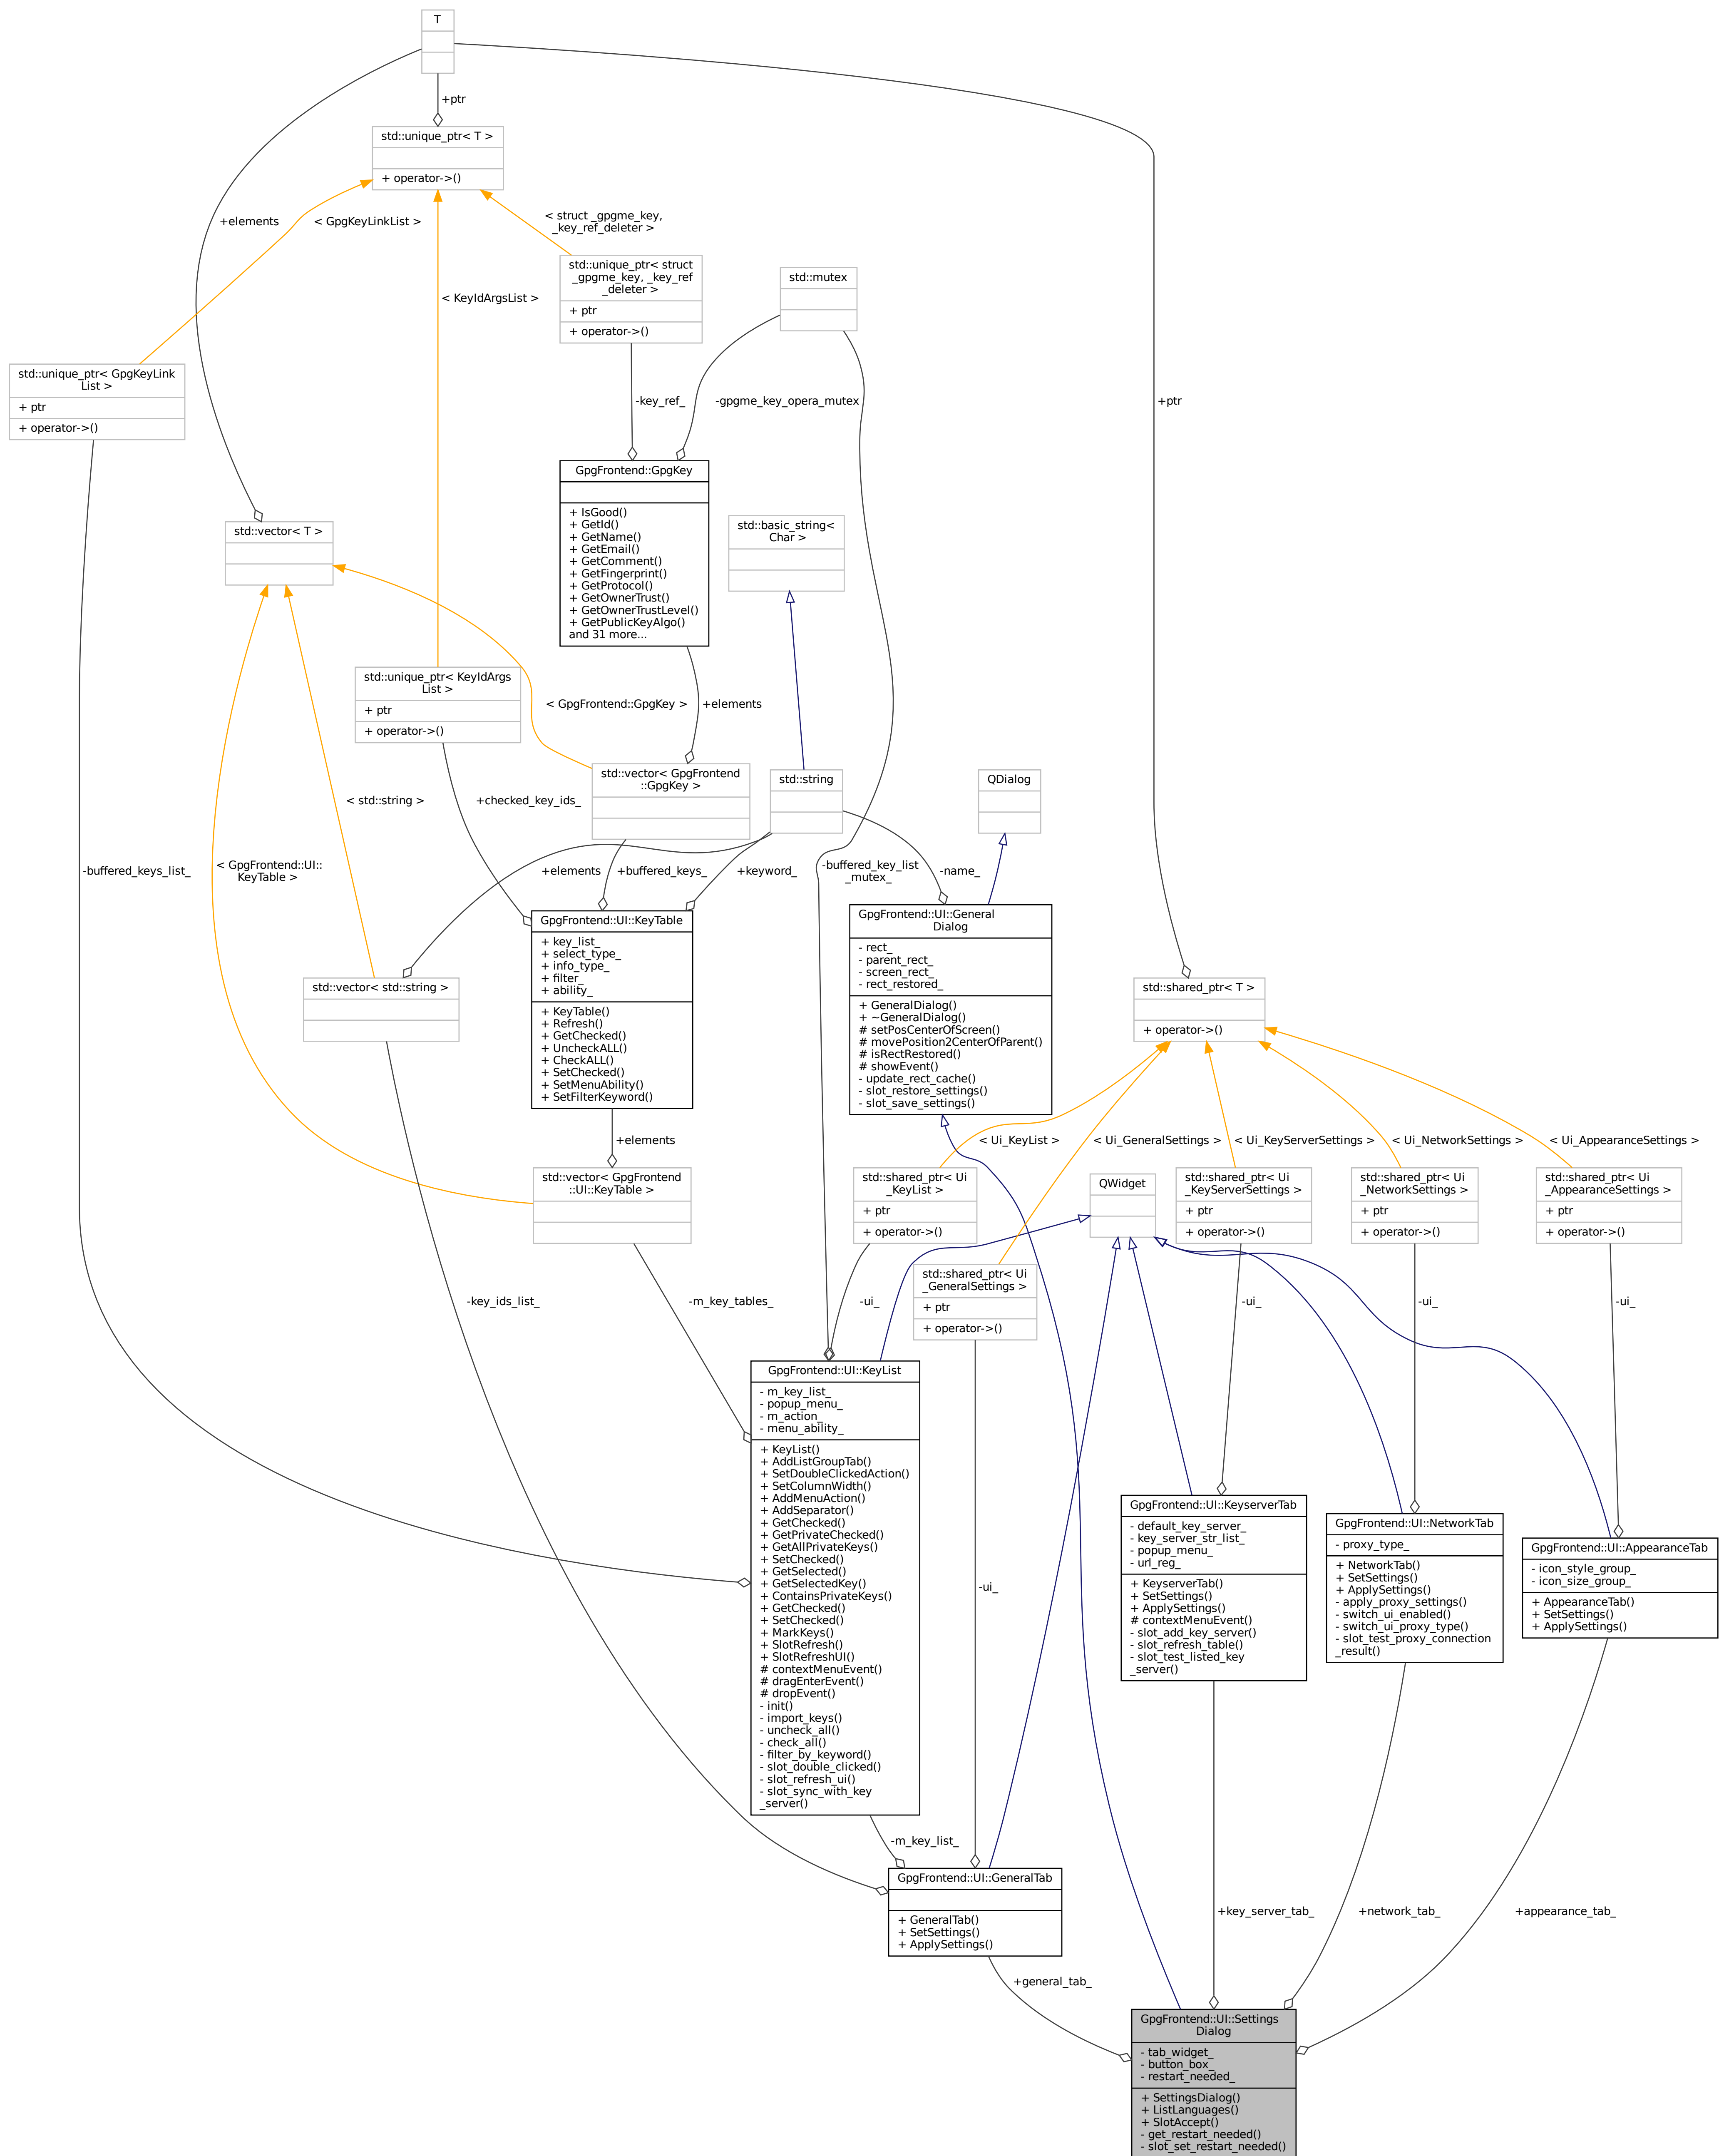 T
+ptr
std::unique_ptr< T >
+ operator->()
+elements
< GpgKeyLinkList >
< struct _gpgme_key,
_key_ref_deleter >
std::unique_ptr< struct
_gpgme_key, _key_ref
_deleter >
+ ptr
+ operator->()
std::mutex
< KeyIdArgsList >
std::unique_ptr< GpgKeyLink
List >
+ ptr
+ operator->()
-key_ref_
-gpgme_key_opera_mutex
+ptr
GpgFrontend::GpgKey
+ IsGood()
+ GetId()
+ GetName()
+ GetEmail()
+ GetComment()
+ GetFingerprint()
+ GetProtocol()
+ GetOwnerTrust()
+ GetOwnerTrustLevel()
+ GetPublicKeyAlgo()
and 31 more...
std::vector< T >
std::basic_string<
Char >
std::unique_ptr< KeyIdArgs
List >
+ ptr
+ operator->()
< GpgFrontend::GpgKey >
+elements
std::vector< GpgFrontend
::GpgKey >
std::string
QDialog
< std::string >
+checked_key_ids_
-buffered_keys_list_
< GpgFrontend::UI::
KeyTable >
+elements
+buffered_keys_
+keyword_
-buffered_key_list
_mutex_
-name_
GpgFrontend::UI::KeyTable
+ key_list_
+ select_type_
+ info_type_
+ filter_
+ ability_
+ KeyTable()
+ Refresh()
+ GetChecked()
+ UncheckALL()
+ CheckALL()
+ SetChecked()
+ SetMenuAbility()
+ SetFilterKeyword()
GpgFrontend::UI::General
Dialog
- rect_
- parent_rect_
- screen_rect_
- rect_restored_
+ GeneralDialog()
+ ~GeneralDialog()
# setPosCenterOfScreen()
# movePosition2CenterOfParent()
# isRectRestored()
# showEvent()
- update_rect_cache()
- slot_restore_settings()
- slot_save_settings()
std::vector< std::string >
std::shared_ptr< T >
+ operator->()
+elements
< Ui_KeyList >
< Ui_GeneralSettings >
< Ui_KeyServerSettings >
< Ui_NetworkSettings >
< Ui_AppearanceSettings >
std::vector< GpgFrontend
::UI::KeyTable >
std::shared_ptr< Ui
_KeyList >
+ ptr
+ operator->()
QWidget
std::shared_ptr< Ui
_KeyServerSettings >
+ ptr
+ operator->()
std::shared_ptr< Ui
_NetworkSettings >
+ ptr
+ operator->()
std::shared_ptr< Ui
_AppearanceSettings >
+ ptr
+ operator->()
std::shared_ptr< Ui
_GeneralSettings >
+ ptr
+ operator->()
-key_ids_list_
-m_key_tables_
-ui_
-ui_
-ui_
-ui_
GpgFrontend::UI::KeyList
- m_key_list_
- popup_menu_
- m_action_
- menu_ability_
+ KeyList()
+ AddListGroupTab()
+ SetDoubleClickedAction()
+ SetColumnWidth()
+ AddMenuAction()
+ AddSeparator()
+ GetChecked()
+ GetPrivateChecked()
+ GetAllPrivateKeys()
+ SetChecked()
+ GetSelected()
+ GetSelectedKey()
+ ContainsPrivateKeys()
+ GetChecked()
+ SetChecked()
+ MarkKeys()
+ SlotRefresh()
+ SlotRefreshUI()
# contextMenuEvent()
# dragEnterEvent()
# dropEvent()
- init()
- import_keys()
- uncheck_all()
- check_all()
- filter_by_keyword()
- slot_double_clicked()
- slot_refresh_ui()
- slot_sync_with_key
_server()
-ui_
GpgFrontend::UI::KeyserverTab
- default_key_server_
- key_server_str_list_
- popup_menu_
- url_reg_
+ KeyserverTab()
+ SetSettings()
+ ApplySettings()
# contextMenuEvent()
- slot_add_key_server()
- slot_refresh_table()
- slot_test_listed_key
_server()
GpgFrontend::UI::NetworkTab
- proxy_type_
+ NetworkTab()
+ SetSettings()
+ ApplySettings()
- apply_proxy_settings()
- switch_ui_enabled()
- switch_ui_proxy_type()
- slot_test_proxy_connection
_result()
GpgFrontend::UI::AppearanceTab
- icon_style_group_
- icon_size_group_
+ AppearanceTab()
+ SetSettings()
+ ApplySettings()
-m_key_list_
GpgFrontend::UI::GeneralTab
+ GeneralTab()
+ SetSettings()
+ ApplySettings()
+key_server_tab_
+network_tab_
+appearance_tab_
+general_tab_
GpgFrontend::UI::Settings
Dialog
- tab_widget_
- button_box_
- restart_needed_
+ SettingsDialog()
+ ListLanguages()
+ SlotAccept()
- get_restart_needed()
- slot_set_restart_needed()